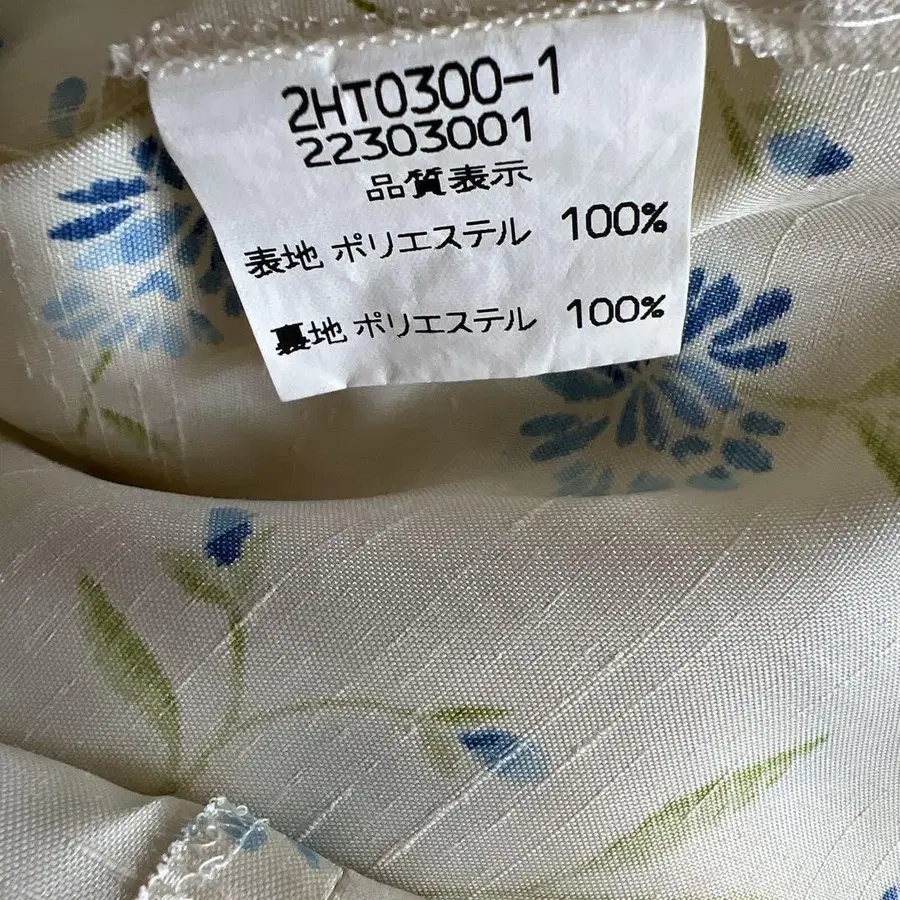 2HT0300-1
22303001
品質表示
表地 ポリエステル 100%
裏地 ポリエステル 100%